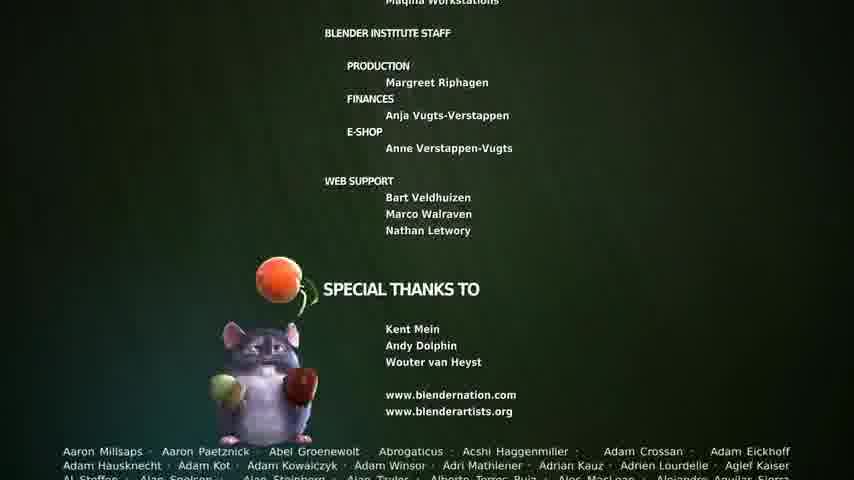 Maqina Workstations
BLENDER INSTITUTE STAFF
PRODUCTION
Margreet Riphagen
FINANCES
Anja Vugts-Verstappen
E-SHOP
Anne Verstappen-Vugts
WEB SUPPORT
Bart Veldhuizen
Marco Walraven
Nathan Letwory
SPECIAL THANKS TO
Kent Mein
Andy Dolphin
Wouter van Heyst
www.blendernation.com
www.blenderartists.org
Aaron Millsaps · Aaron Paetznick · Abel Groenewolt Abrogaticus · Acshi Haggenmiller · Adam Crossan · Adam Eickhoff
Adam Hausknecht · Adam Kot · Adam Kowalczyk · Adam Winsor · Adri Mathlener · Adrian Kauz · Adrien Lourdelle · Aglef Kaiser